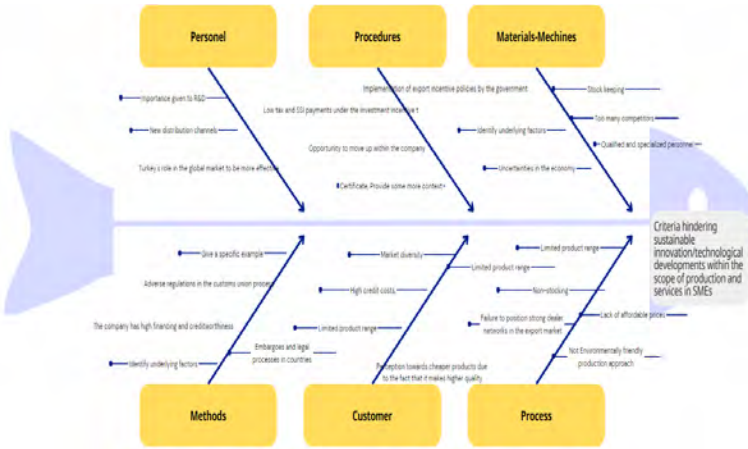 Personel
Procedures
Materials-Mechines
Importance given to R&D
New distribution channels
Turkey's role in the global market to be more effective
Implementation of export incentive policies by the government
Low tax and SSI payments under the investment incentive
Opportunity to move up within the company
Certificate, Provide some more context
Stock keeping
Too many competitors
Identify underlying factors
Qualified and specialized personnel
Uncertainties in the economy
Criteria hindering
sustainable
innovation/technological
developments within the
scope of production and
services in SMEs
Give a specific example
Adverse regulations in the customs union process
The company has high financing and creditworthiness
Embargoes and legal
processes in countries
Identify underlying factors
Market diversity
Limited product range
High credit costs
Limited product range
Perception towards cheaper products due
to the fact that it makes higher quality
Limited product range
Non-stocking
Lack of affordable prices
Failure to position strong dealer
networks in the export market
Not Environmentally friendly
production approach
Methods
Customer
Process